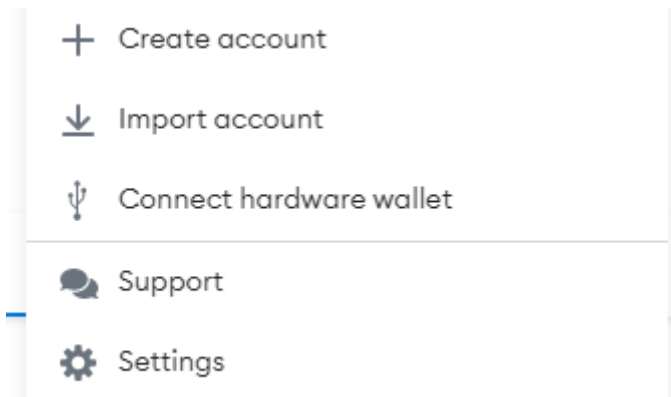 Create account
Import account
Connect hardware wallet
Support
Settings